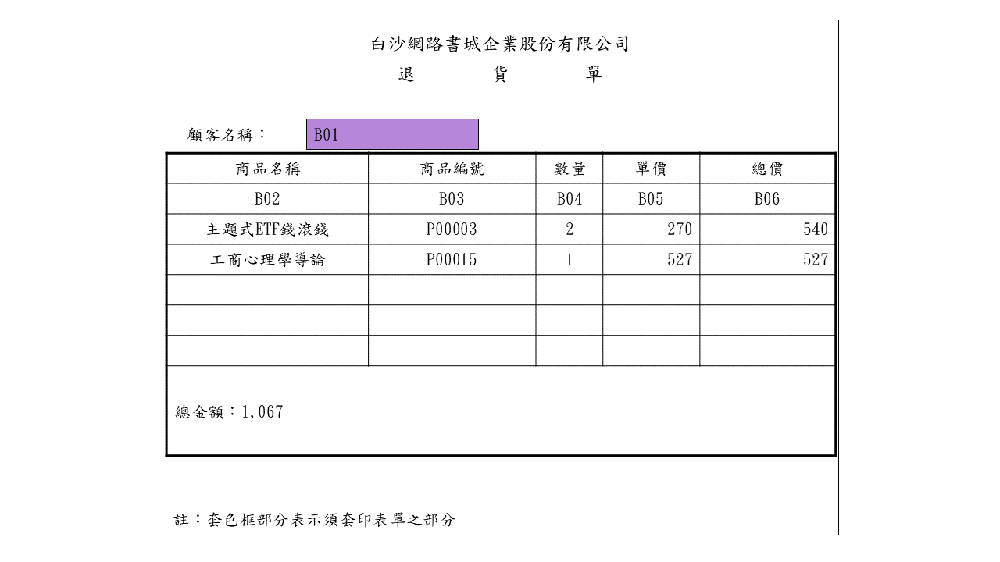 白沙網路書城企業股份有限公司
退 貨 單
顧客名稱： B01
商品名稱 商品編號 數量 單價 總價
B02 B03 B04 B05 B06
主題式ETF錢滾錢 P00003 2 270 540
工商心理學導論 P00015 1 527 527
總金額：1,067
註：套色框部分表示須套印表單之部分